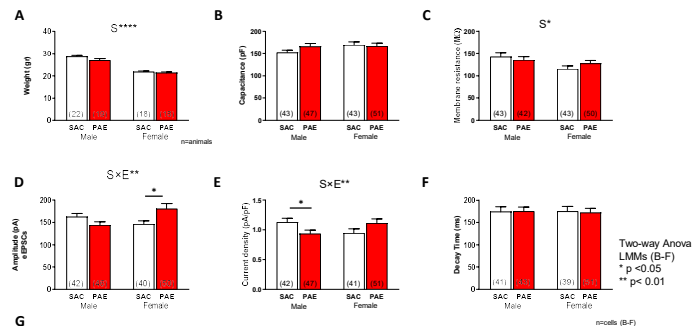 A
S****
Weight (gr)
40
30
20
10
0
(22)
(18)
SAC PAE SAC PAE
Male Female
n=animals
B
Capacitance (pF)
200
150
100
50
0
(43) (47) (43) (51)
SAC PAE SAC PAE
Male Female
C
S*
Membrane resistance (MΩ)
200
150
100
50
0
(43) (42) (43) (50)
SAC PAE SAC PAE
Male Female
D
S×E**
*
Amplitude (pA)
eEPSCs
200
150
100
50
0
(42) (40)
SAC PAE SAC PAE
Male Female
E
S×E**
*
Current density (pA/pF)
1.5
1.0
0.5
0.0
(42) (47) (41) (51)
SAC PAE SAC PAE
Male Female
F
Decay Time (ms)
200
150
100
50
0
(41) (39)
SAC PAE SAC PAE
Male Female
Two-way Anova
LMMs (B-F)
* p <0.05
** p< 0.01
G
n=cells (B-F)